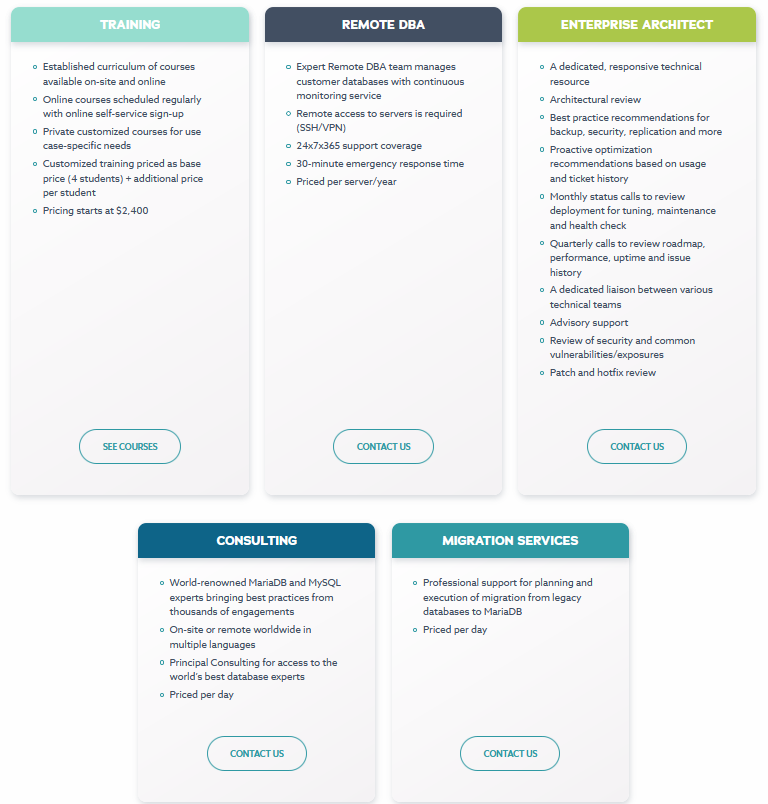 TRAINING
Established curriculum of courses
available on-site and online
Online courses scheduled regularly
with online self-service sign-up
Private customized courses for use
case-specific needs
Customized training priced as base
price (4 students) + additional price
per student
Pricing starts at $2,400
SEE COURSES
REMOTE DBA
Expert Remote DBA team manages
customer databases with continuous
monitoring service
Remote access to servers is required
(SSH/VPN)
24x7x365 support coverage
30-minute emergency response time
Priced per server/year
CONTACT US
ENTERPRISE ARCHITECT
A dedicated, responsive technical
resource
Architectural review
Best practice recommendations for
backup, security, replication and more
Proactive optimization
recommendations based on usage
and ticket history
Monthly status calls to review
deployment for tuning, maintenance
and health check
Quarterly calls to review roadmap,
performance, uptime and issue
history
A dedicated liaison between various
technical teams
Advisory support
Review of security and common
vulnerabilities/exposures
Patch and hotfix review
CONTACT US
CONSULTING
World-renowned MariaDB and MySQL
experts bringing best practices from
thousands of engagements
On-site or remote worldwide in
multiple languages
Principal Consulting for access to the
world's best database experts
Priced per day
CONTACT US
MIGRATION SERVICES
Professional support for planning and
execution of migration from legacy
databases to MariaDB
Priced per day
CONTACT US